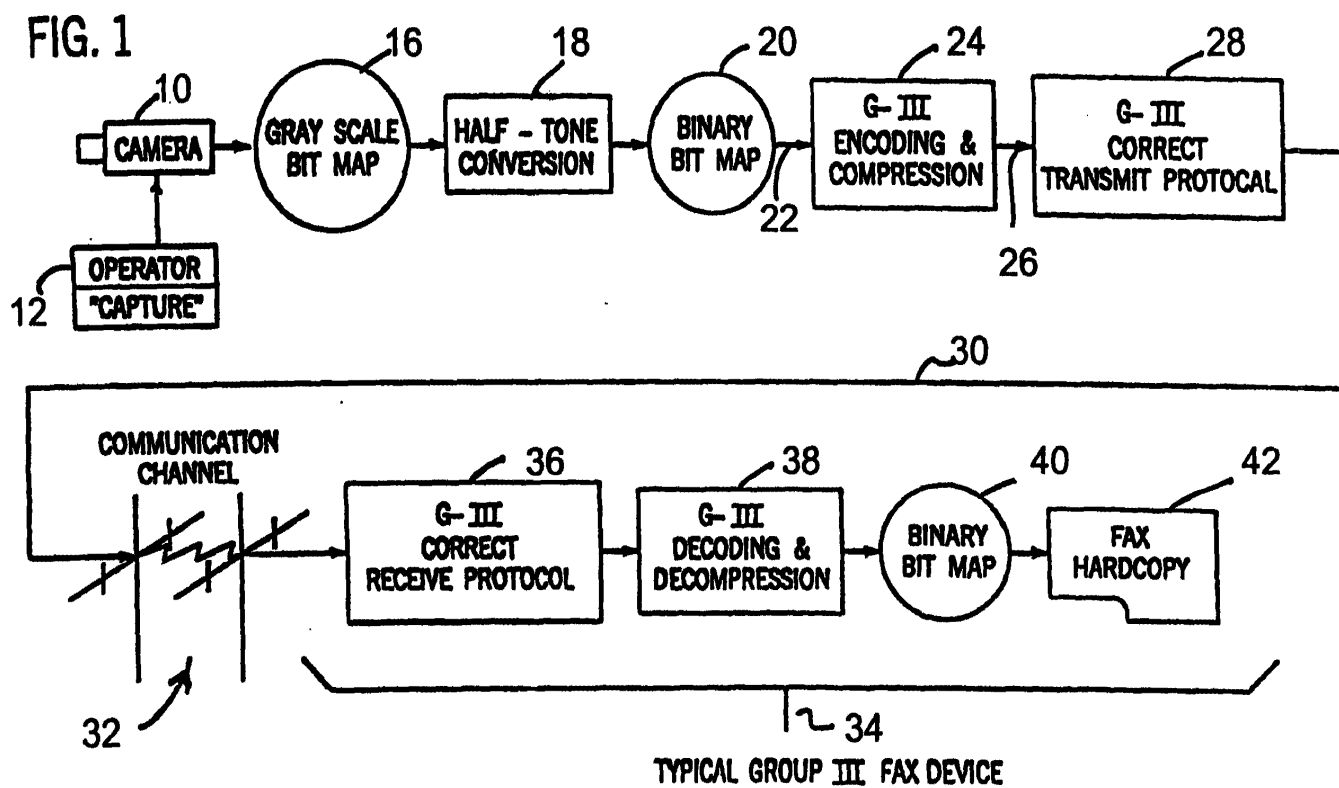 FIG. 1
10
16
18
20
24
28
CAMERA
GRAY SCALE
BIT MAP
HALF - TONE
CONVERSION
BINARY
BIT MAP
22
G-III
ENCODING &
COMPRESSION
26
G-III
CORRECT
TRANSMIT PROTOCAL
12
OPERATOR
"CAPTURE"
30
COMMUNICATION
CHANNEL
32
36
G-III
CORRECT
RECEIVE PROTOCOL
38
G-III
DECODING &
DECOMPRESSION
40
BINARY
BIT MAP
42
FAX
HARDCOPY
34
TYPICAL GROUP III FAX DEVICE